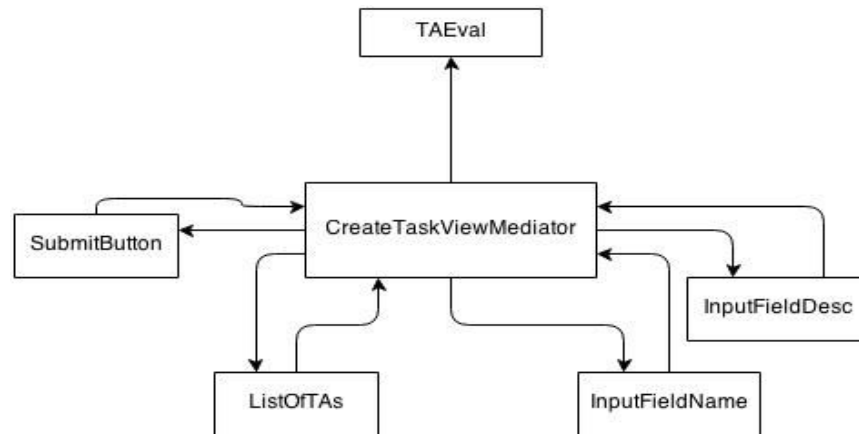 TAEval
CreateTaskViewMediator
SubmitButton
InputFieldDesc
ListOfTAs
InputFieldName